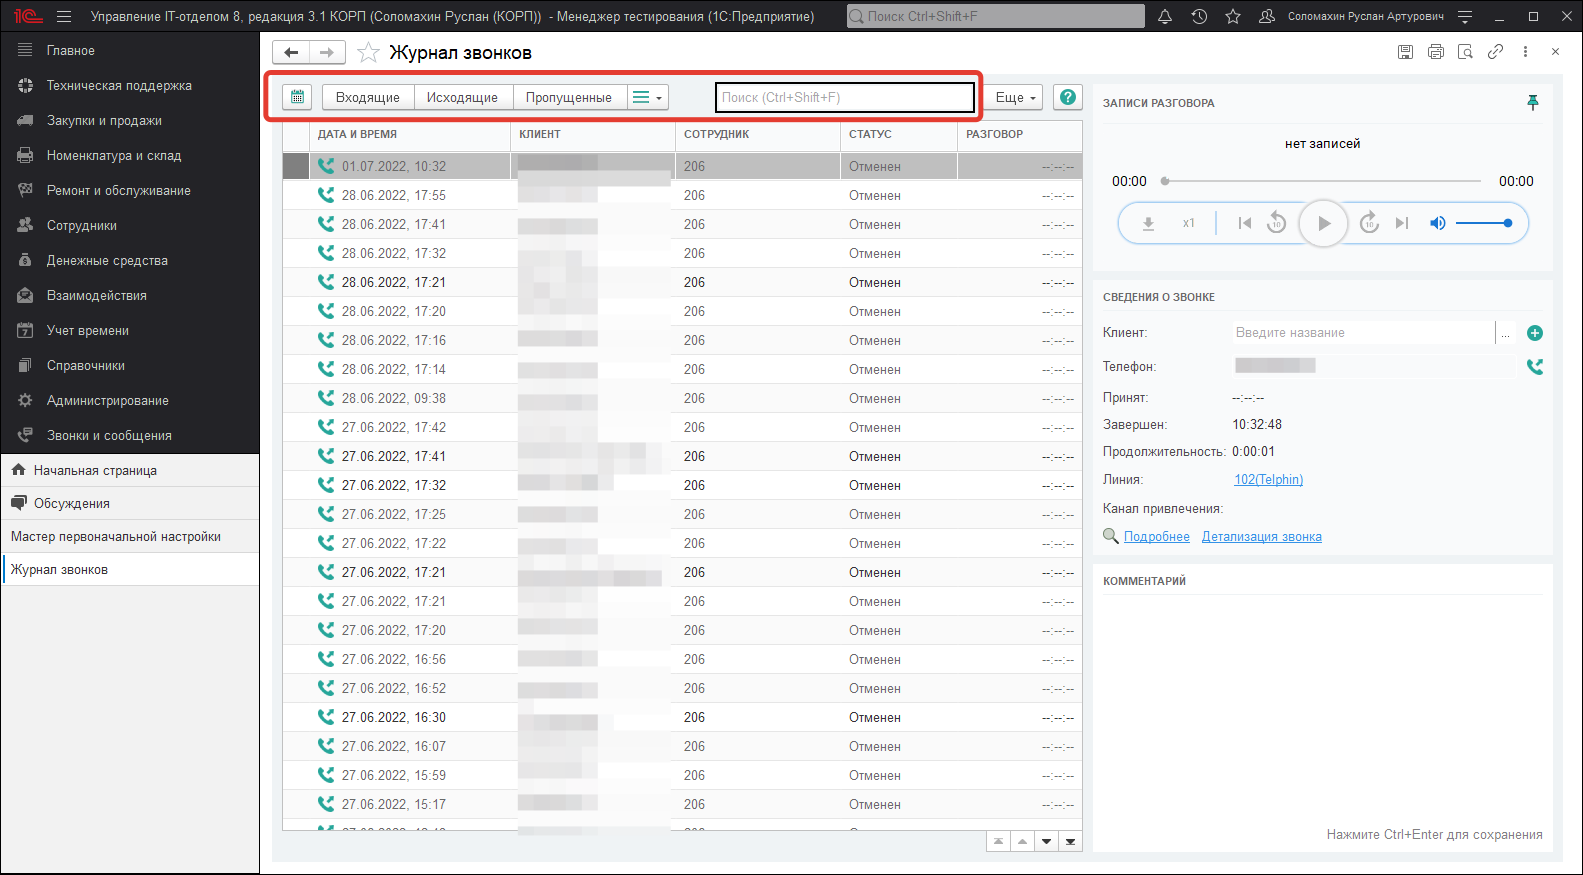 1С Управление IT-отделом 8, редакция 3.1 КОРП (Соломахин Руслан (КОРП)) - Менеджер тестирования (1С:Предприятие) Поиск Ctrl+Shift+F Соломахин Руслан Артурович
Главное
Техническая поддержка
Закупки и продажи
Номенклатура и склад
Ремонт и обслуживание
Сотрудники
Денежные средства
Взаимодействия
Учет времени
Справочники
Администрирование
Звонки и сообщения
Начальная страница
Обсуждения
Мастер первоначальной настройки
Журнал звонков
Журнал звонков
Входящие Исходящие Пропущенные Поиск (Ctrl+Shift+F) Еще ?
ДАТА И ВРЕМЯ КЛИЕНТ СОТРУДНИК СТАТУС РАЗГОВОР
01.07.2022, 10:32 206 Отменен --:--:--
28.06.2022, 17:55 206 Отменен --:--:--
28.06.2022, 17:41 206 Отменен --:--:--
28.06.2022, 17:32 206 Отменен --:--:--
28.06.2022, 17:21 206 Отменен --:--:--
28.06.2022, 17:20 206 Отменен --:--:--
28.06.2022, 17:16 206 Отменен --:--:--
28.06.2022, 17:14 206 Отменен --:--:--
28.06.2022, 09:38 206 Отменен --:--:--
27.06.2022, 17:42 206 Отменен --:--:--
27.06.2022, 17:41 206 Отменен --:--:--
27.06.2022, 17:32 206 Отменен --:--:--
27.06.2022, 17:25 206 Отменен --:--:--
27.06.2022, 17:22 206 Отменен --:--:--
27.06.2022, 17:21 206 Отменен --:--:--
27.06.2022, 17:21 206 Отменен --:--:--
27.06.2022, 17:20 206 Отменен --:--:--
27.06.2022, 16:56 206 Отменен --:--:--
27.06.2022, 16:52 206 Отменен --:--:--
27.06.2022, 16:30 206 Отменен --:--:--
27.06.2022, 16:07 206 Отменен --:--:--
27.06.2022, 15:59 206 Отменен --:--:--
27.06.2022, 15:17 206 Отменен --:--:--
ЗАПИСИ РАЗГОВОРА
нет записей
00:00 00:00
x1 10 10
СВЕДЕНИЯ О ЗВОНКЕ
Клиент: Введите название ...
Телефон:
Принят: --:--:--
Завершен: 10:32:48
Продолжительность: 0:00:01
Линия: 102(Telphin)
Канал привлечения:
Подробнее Детализация звонка
КОММЕНТАРИЙ
Нажмите Ctrl+Enter для сохранения